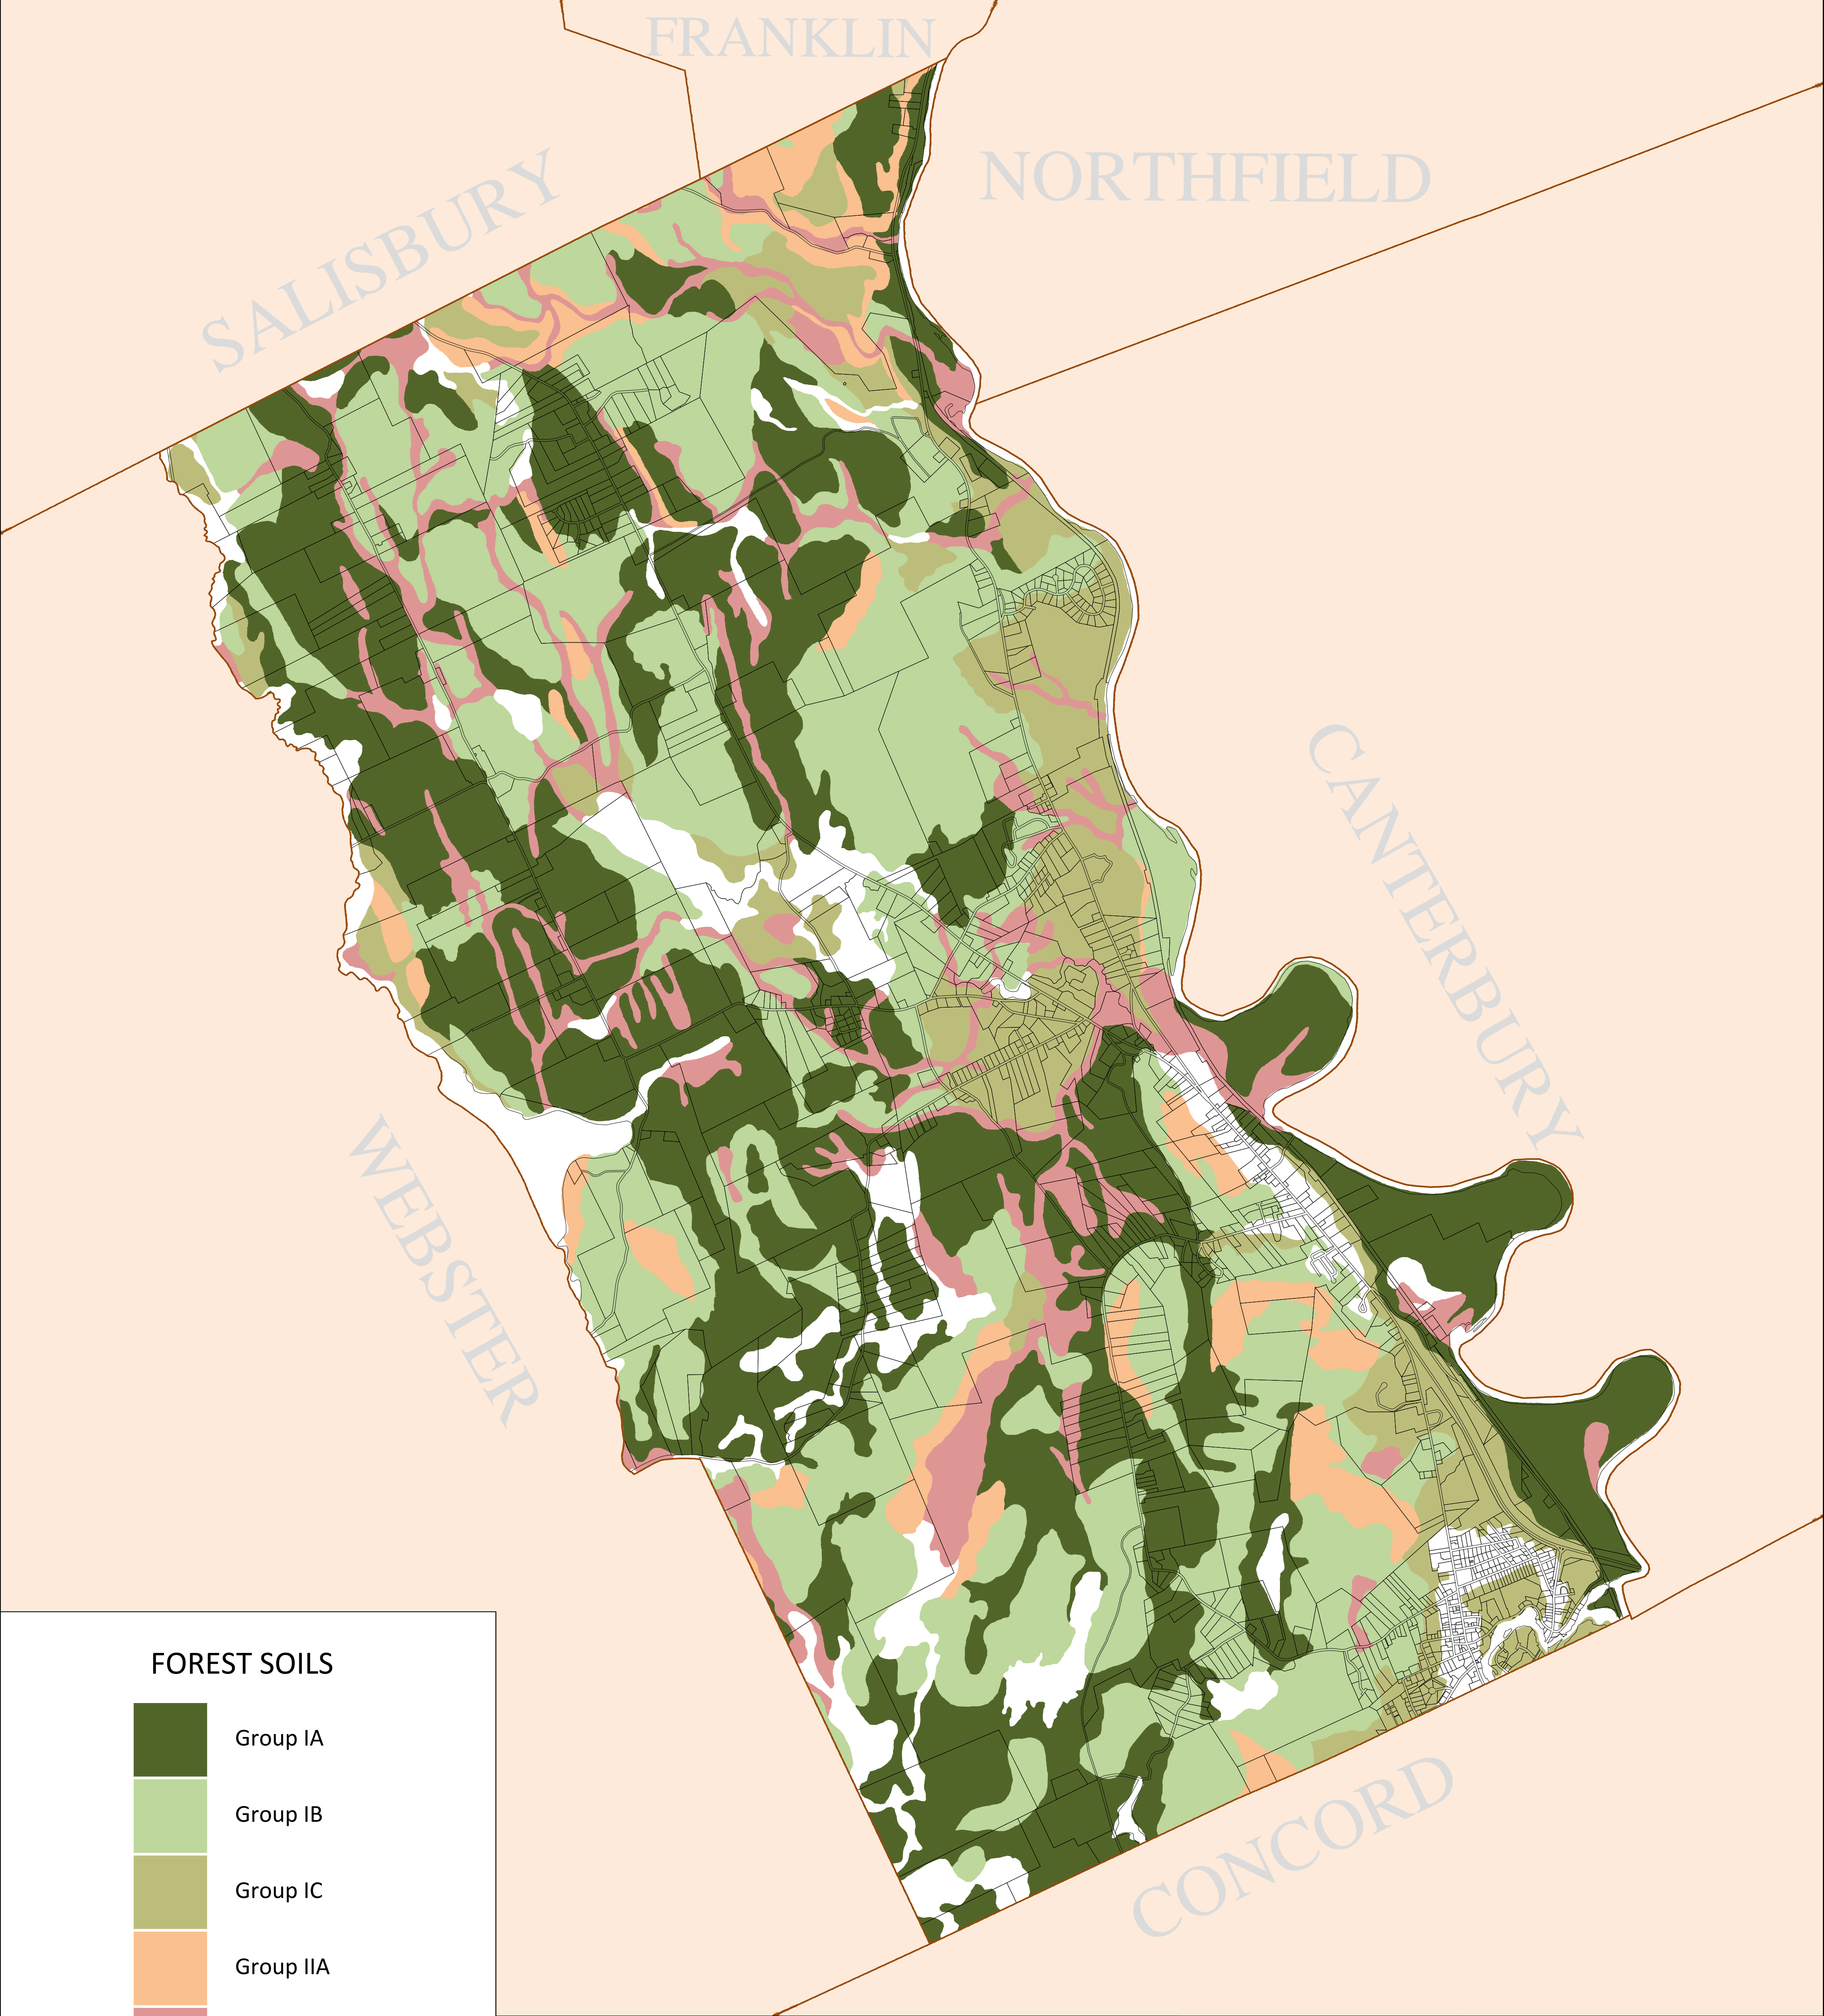 FRANKLIN
NORTHFIELD
SALISBURY
CANTERBURY
WEBSTER
CONCORD
FOREST SOILS
Group IA
Group IB
Group IC
Group IIA